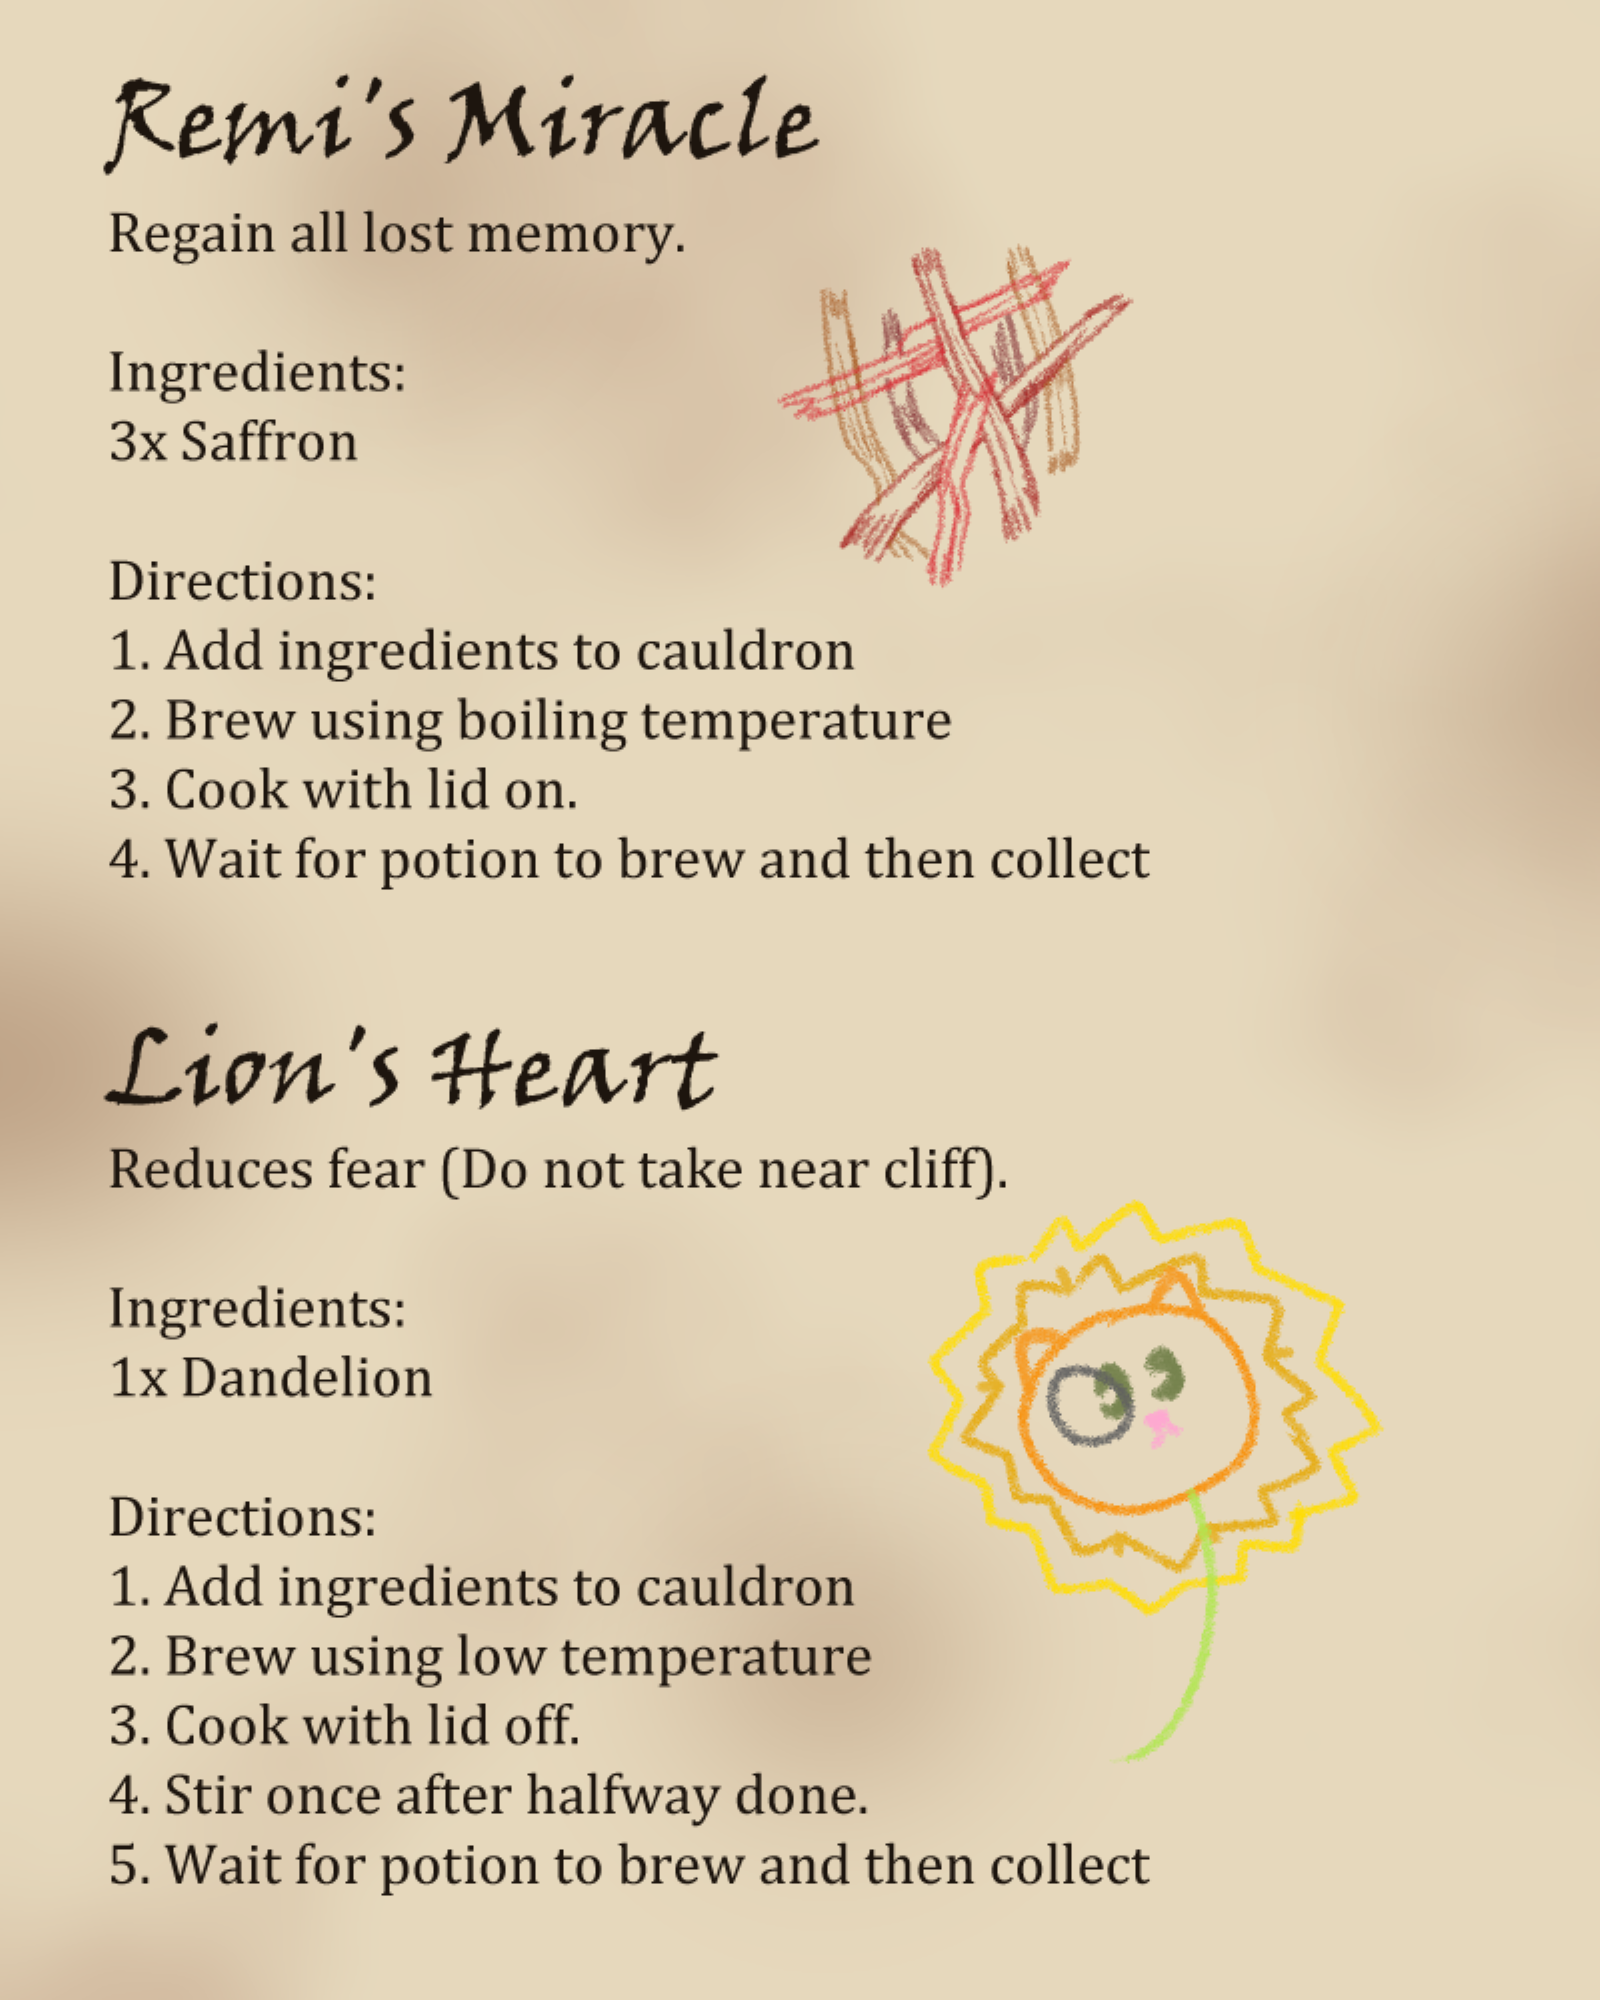 Remi's Miracle
Regain all lost memory.
Ingredients:
3x Saffron
Directions:
1. Add ingredients to cauldron
2. Brew using boiling temperature
3. Cook with lid on.
4. Wait for potion to brew and then collect
Lion's Heart
Reduces fear (Do not take near cliff).
Ingredients:
1x Dandelion
Directions:
1. Add ingredients to cauldron
2. Brew using low temperature
3. Cook with lid off.
4. Stir once after halfway done.
5. Wait for potion to brew and then collect